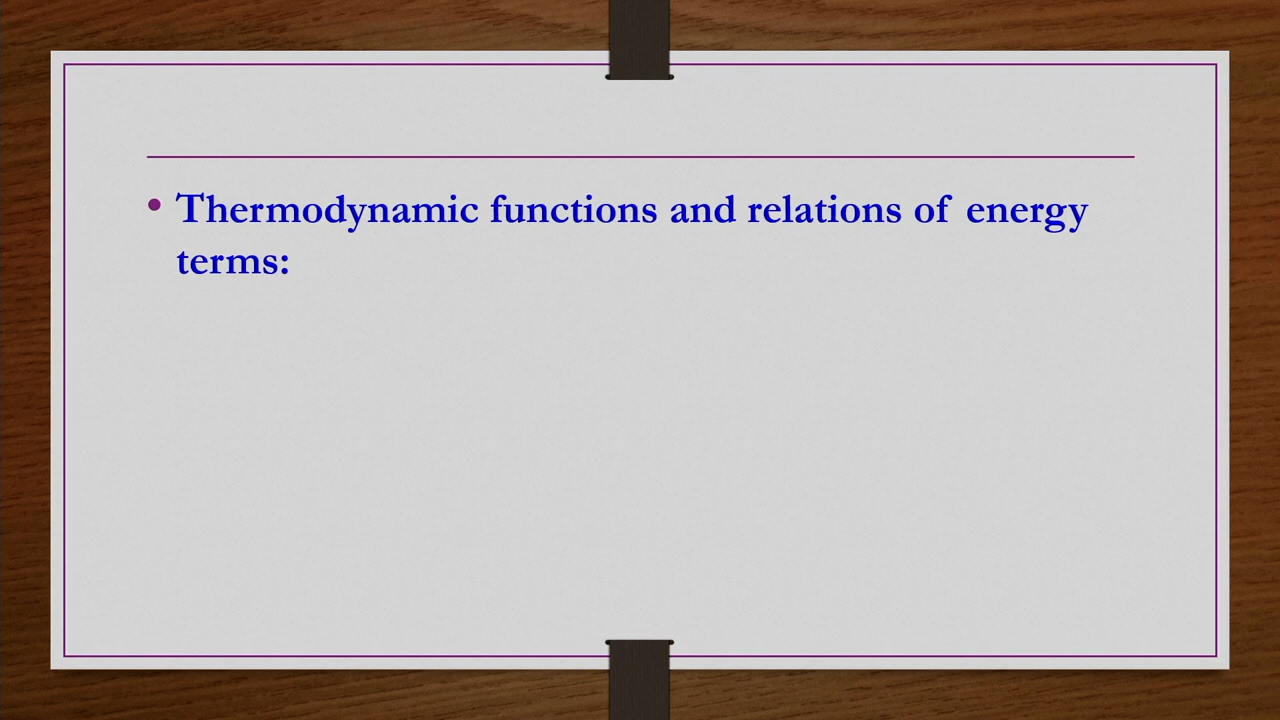 • Thermodynamic functions and relations of energy
terms: